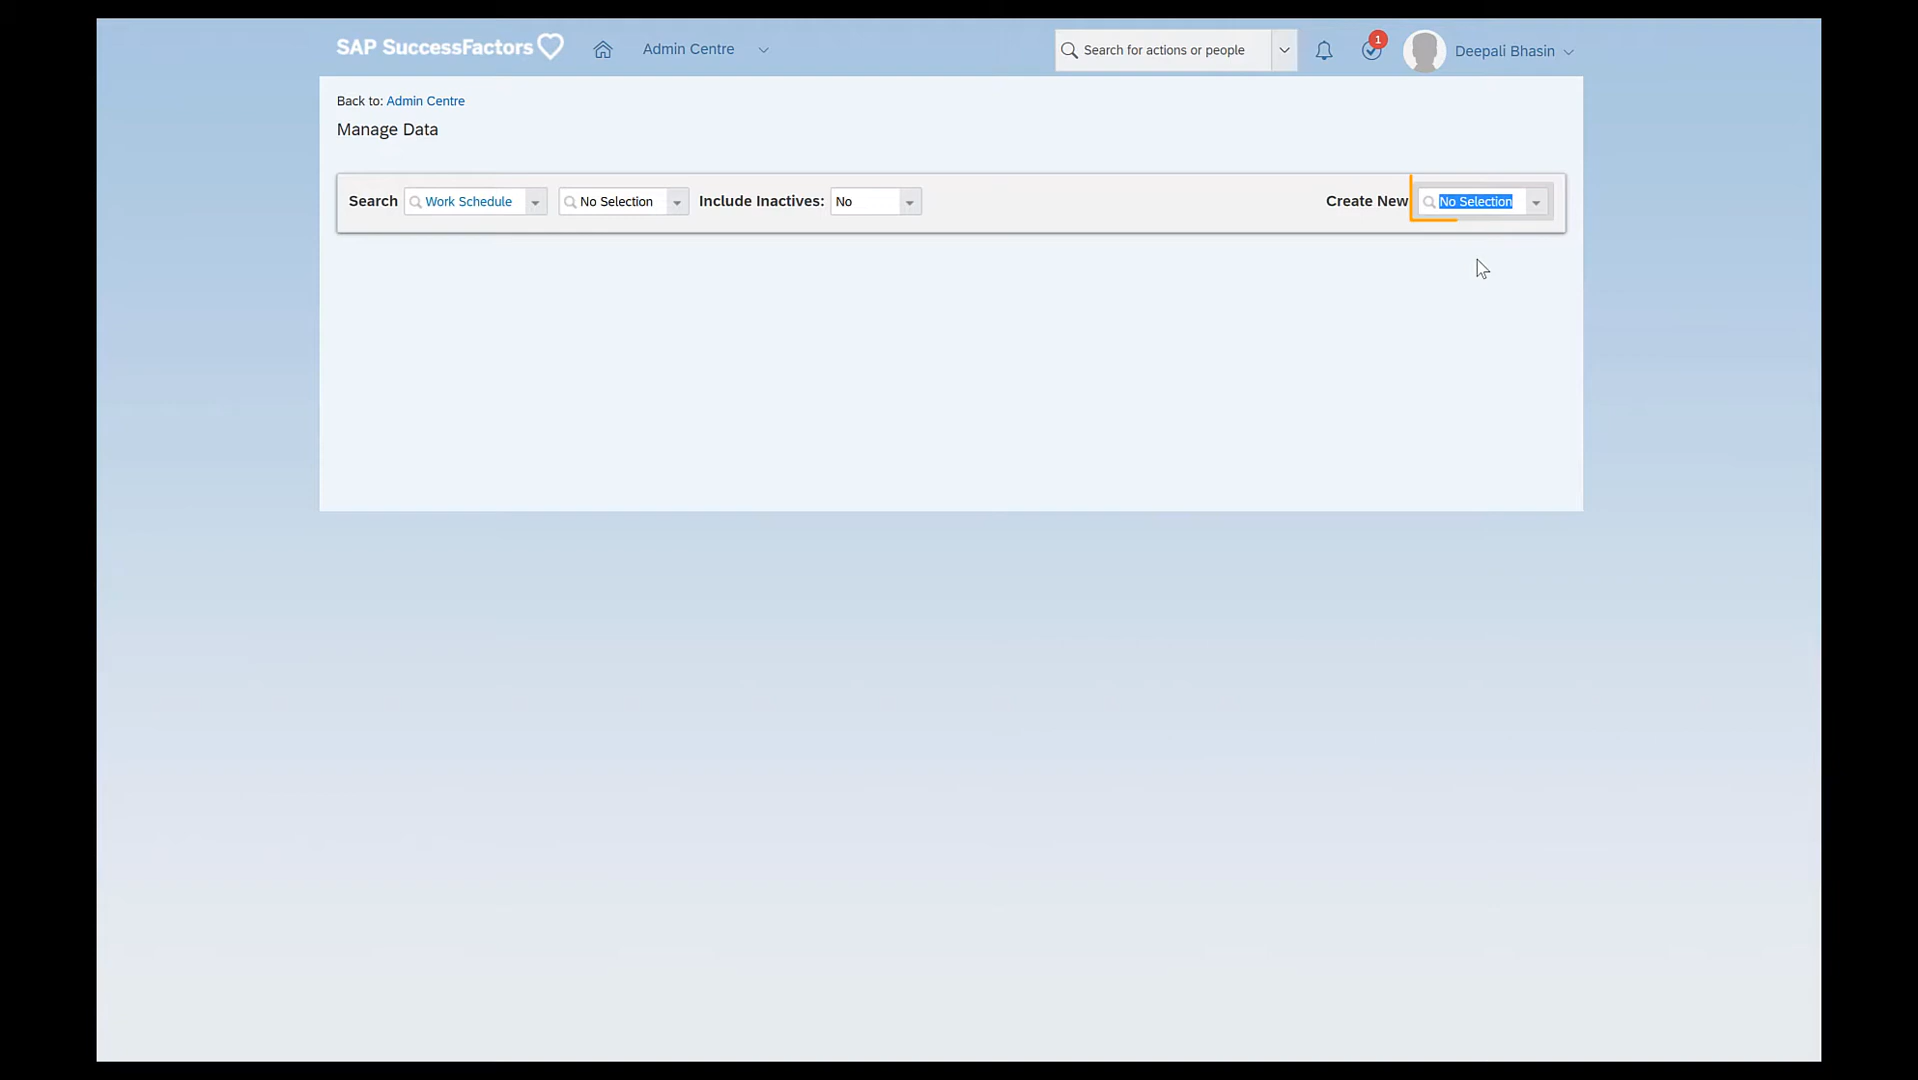 SAP SuccessFactors Admin Centre Search for actions or people 1 Deepali Bhasin
Back to: Admin Centre
Manage Data
Search Work Schedule No Selection Include Inactives: No Create New No Selection